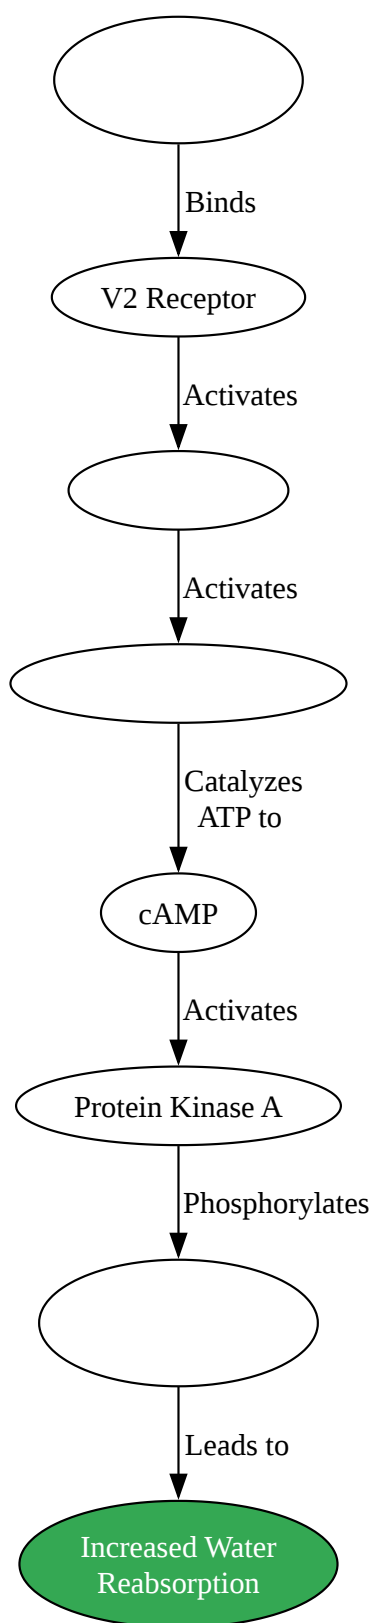 Binds
V2 Receptor
Activates
Activates
Catalyzes
ATP to
cAMP
Activates
Protein Kinase A
Phosphorylates
Leads to
Increased Water
Reabsorption